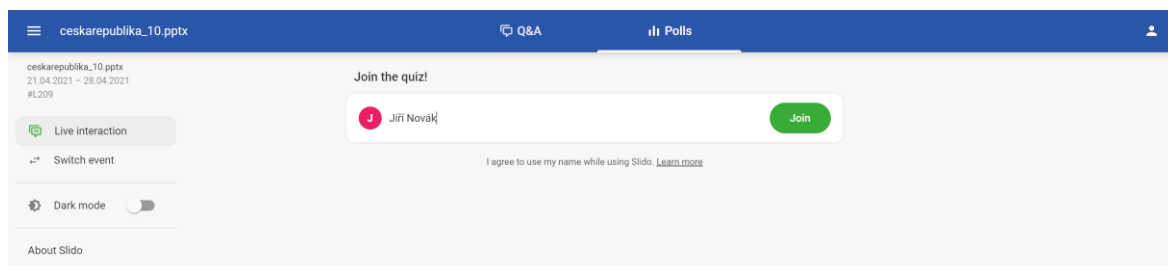 ceskarepublika_10.pptx
Q&A
Polls
ceskarepublika_10.pptx
21.04.2021 – 28.04.2021
#L209
Live interaction
Switch event
Dark mode
About Slido
Join the quiz!
J Jiří Novák
Join
I agree to use my name while using Slido. Learn more